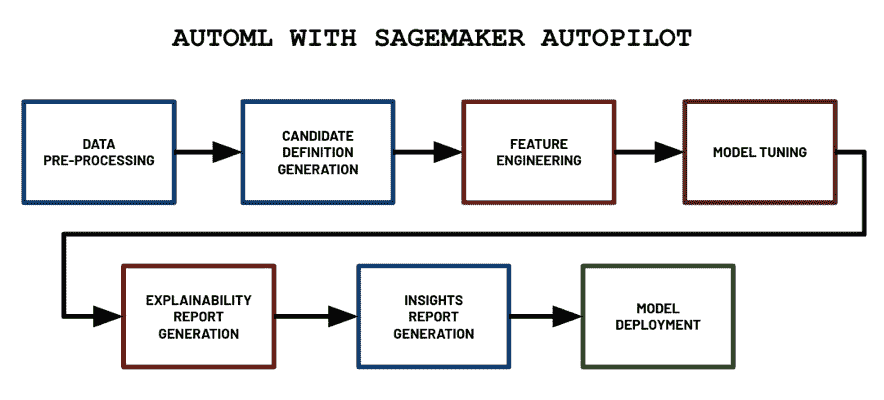 AUTOML WITH SAGEMAKER AUTOPILOT
DATA
PRE-PROCESSING
CANDIDATE
DEFINITION
GENERATION
FEATURE
ENGINEERING
MODEL TUNING
EXPLAINABILITY
REPORT
GENERATION
INSIGHTS
REPORT
GENERATION
MODEL
DEPLOYMENT